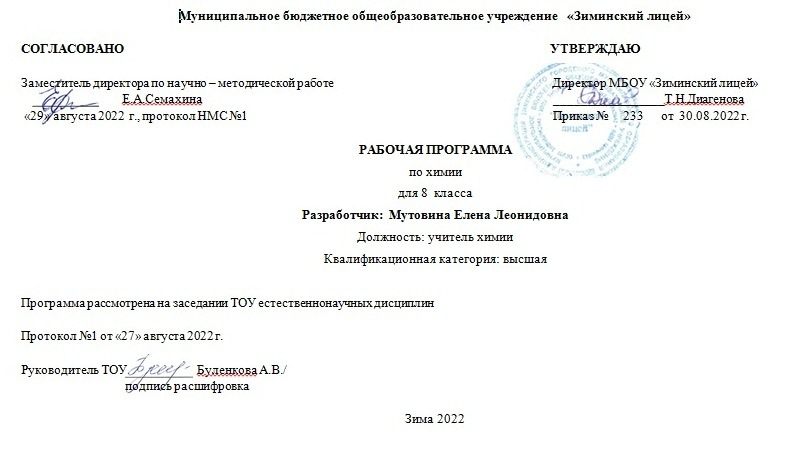 Муниципальное бюджетное общеобразовательное учреждение «Зиминский лицей»
СОГЛАСОВАНО УТВЕРЖДАЮ
Заместитель директора по научно – методической работе Директор МБОУ «Зиминский лицей»
Е.А.Семахина Т.Н.Диагенова
«29» августа 2022 г., протокол НМС №1 Приказ № 233 от 30.08.2022г.
РАБОЧАЯ ПРОГРАММА
по химии
для 8 класса
Разработчик: Мутовина Елена Леонидовна
Должность: учитель химии
Квалификационная категория: высшая
Программа рассмотрена на заседании ТОУ естественнонаучных дисциплин
Протокол №1 от «27» августа 2022 г.
Руководитель ТОУ Буленкова А.В./
подпись расшифровка
Зима 2022